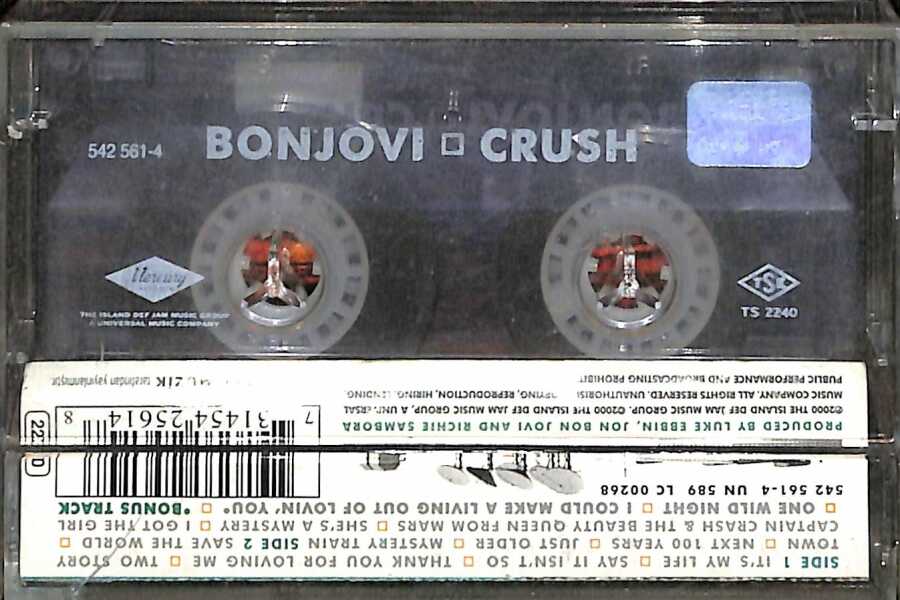 542 561-4
BONJOVI CRUSH
Mercury
THE ISLAND DEF JAM MUSIC GROUP
A UNIVERSAL MUSIC COMPANY
TSE
TS 2240
SIDE 1 IT'S MY LIFE SAY IT ISN'T SO THANK YOU FOR LOVING ME TWO STORY
TOWN NEXT 100 YEARS JUST OLDER MYSTERY TRAIN SIDE 2 SAVE THE WORLD
CAPTAIN CRASH & THE BEAUTY QUEEN FROM MARS SHE'S A MYSTERY I GOT THE GIRL
ONE WILD NIGHT I COULD MAKE A LIVING OUT OF LOVIN' YOU* *BONUS TRACK
542 561-4 UN 589 LC 00268
PRODUCED BY LUKE EBBIN, JON BON JOVI AND RICHIE SAMBORA
©2000 THE ISLAND DEF JAM MUSIC GROUP. ©2000 THE ISLAND DEF JAM MUSIC GROUP, A UNIVERSAL
MUSIC COMPANY. ALL RIGHTS RESERVED. UNAUTHORISED COPYING, REPRODUCTION, HIRING, LENDING,
PUBLIC PERFORMANCE AND BROADCASTING PROHIBIT
tarafından yayınlanmıştır.
7 31454 25614 8